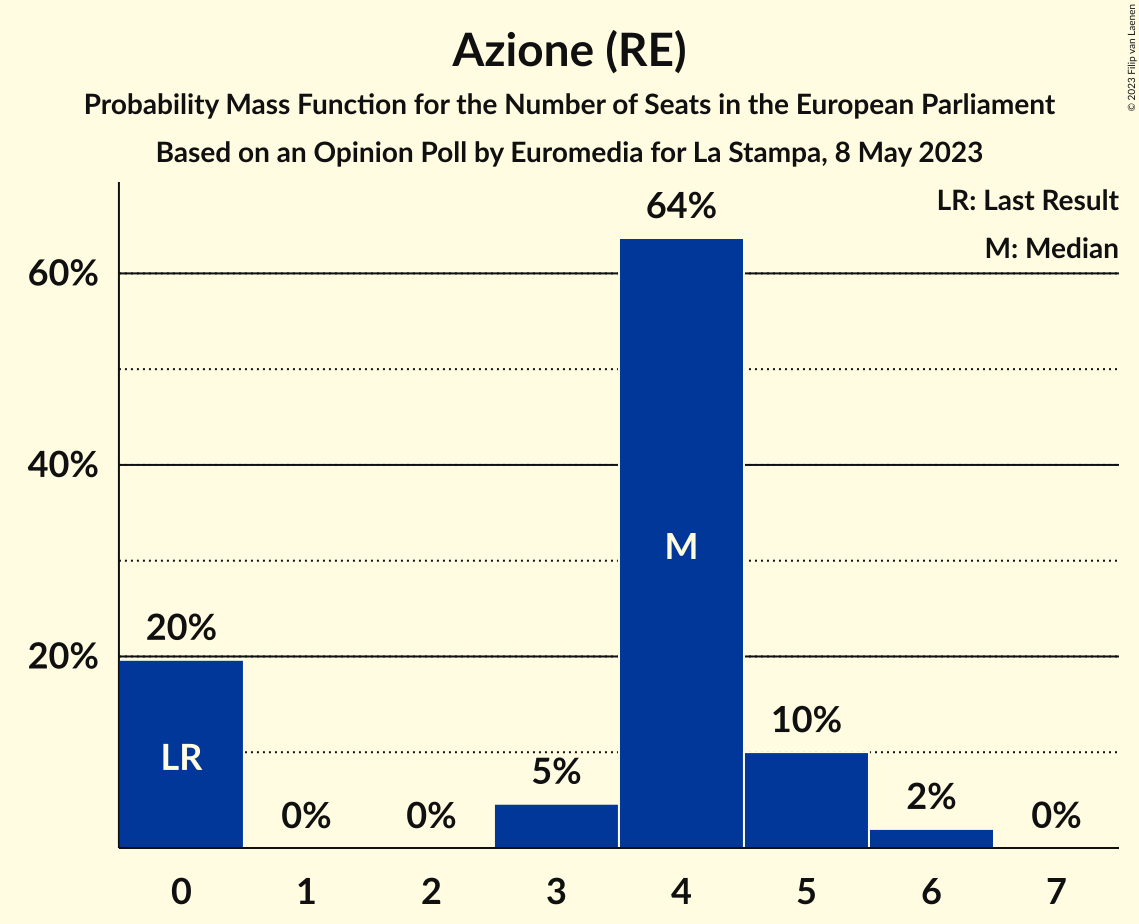 Azione (RE)
Probability Mass Function for the Number of Seats in the European Parliament
Based on an Opinion Poll by Euromedia for La Stampa, 8 May 2023
© 2023 Filip van Laenen
LR: Last Result
M: Median
64%
60%
40%
M
20%
20%
10%
LR
5%
2%
0%
0%
0%
0 1 2 3 4 5 6 7